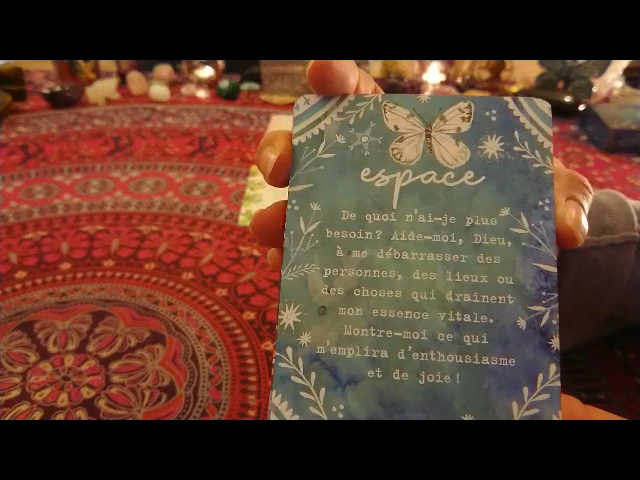 espace
De quoi n'ai-je plus
besoin? Aide-moi, Dieu,
à me débarrasser des
personnes, des lieux ou
des choses qui drainent
mon essence vitale.
Montre-moi ce qui
m'emplira d'enthousiasme
et de joie!